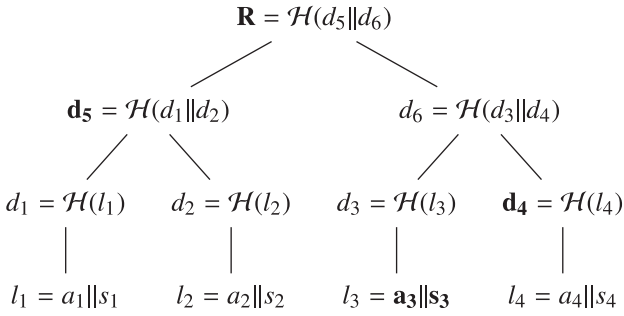 R = ℋ(d₅||d₆)
d₅ = ℋ(d₁||d₂) d₆ = ℋ(d₃||d₄)
d₁ = ℋ(l₁) d₂ = ℋ(l₂) d₃ = ℋ(l₃) d₄ = ℋ(l₄)
l₁ = a₁||s₁ l₂ = a₂||s₂ l₃ = a₃||s₃ l₄ = a₄||s₄